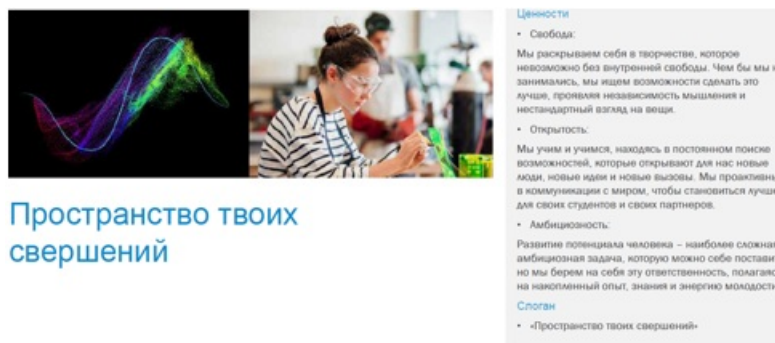 Пространство твоих
свершений
Ценности
• Свобода:
Мы раскрываем себя в творчестве, которое
невозможно без внутренней свободы. Чем бы мы
занимались, мы ищем возможности сделать это
лучше, проявляя независимость мышления и
нестандартный взгляд на вещи.
• Открытость:
Мы учим и учимся, находясь в постоянном поиске
возможностей, которые открывают для нас новые
люди, новые идеи и новые вызовы. Мы проактивны
в коммуникации с миром, чтобы становиться
для своих студентов и своих партнеров.
• Амбициозность:
Развитие потенциала человека – наиболее сложная
амбициозная задача, которую можно себе
но мы берем на себя эту ответственность,
на накопленный опыт, знания и энергию молодости
Слоган
• «Пространство твоих свершений»